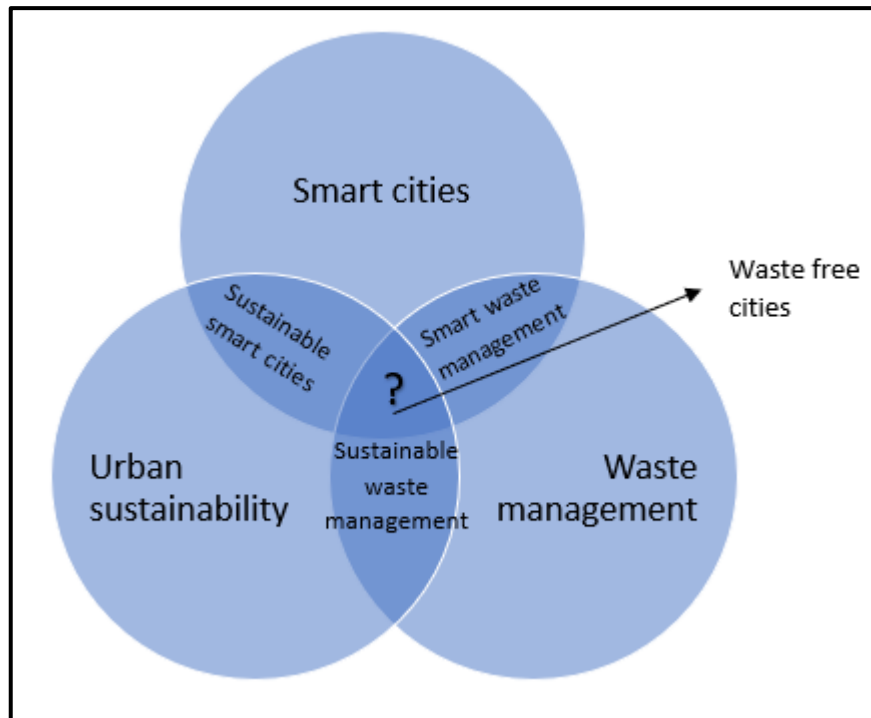 Smart cities
Waste free
cities
Sustainable
smart cities
Smart waste
management
?
Urban
sustainability
Sustainable
waste
management
Waste
management